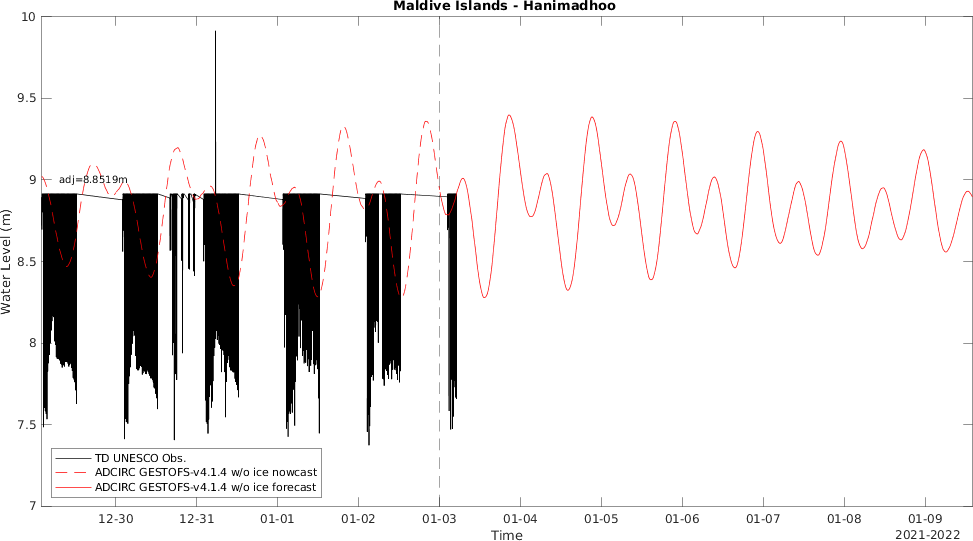 Maldive Islands - Hanimadhoo
10
9.5
9
8.5
8
7.5
7
Water Level (m)
adj=8.8519m
TD UNESCO Obs.
ADCIRC GESTOFS-v4.1.4 w/o ice nowcast
ADCIRC GESTOFS-v4.1.4 w/o ice forecast
12-30 12-31 01-01 01-02 01-03 01-04 01-05 01-06 01-07 01-08 01-09
Time
2021-2022